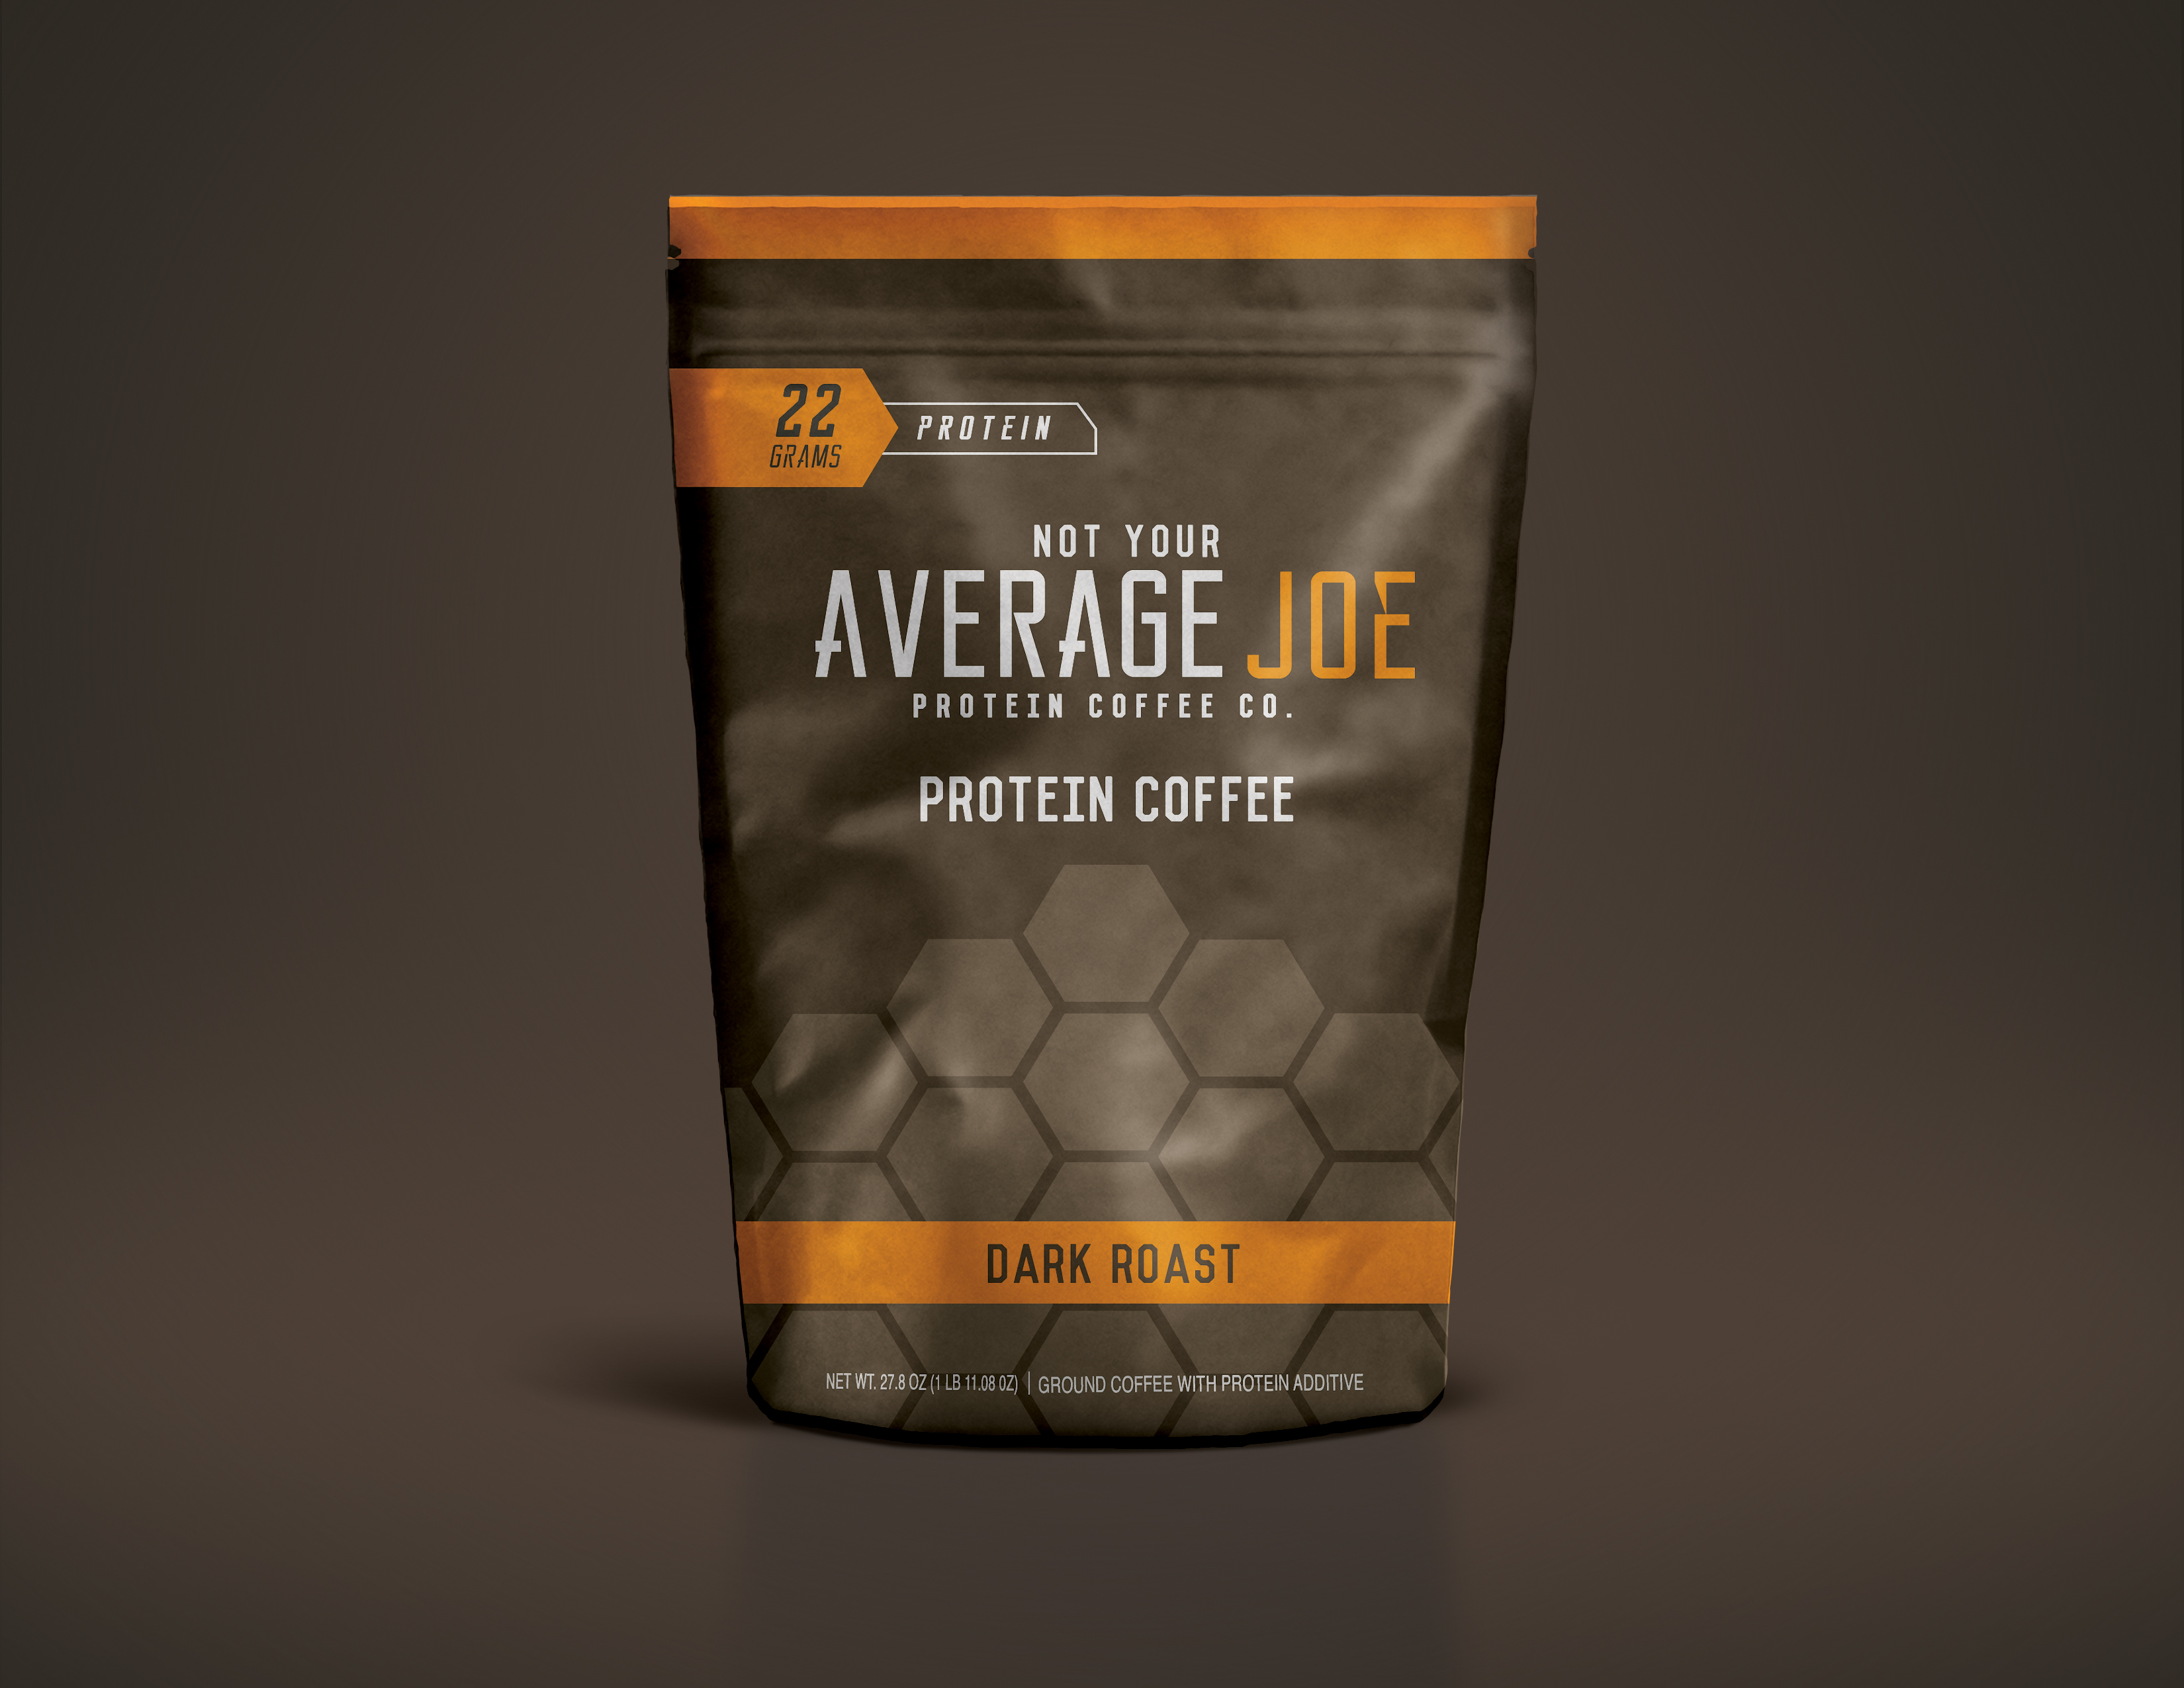 22
GRAMS
PROTEIN
NOT YOUR
AVERAGE JOE
PROTEIN COFFEE CO.
PROTEIN COFFEE
DARK ROAST
NET WT. 27.8 OZ (1 LB 11.08 OZ) | GROUND COFFEE WITH PROTEIN ADDITIVE